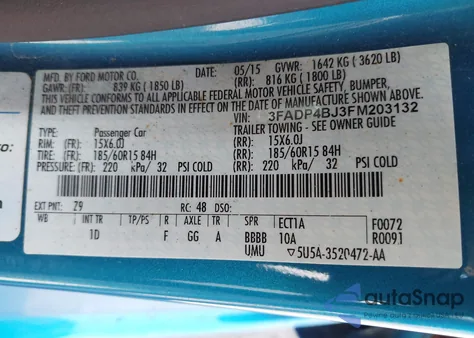 MFD. BY FORD MOTOR CO. DATE: 05/15 GVWR: 1642 KG ( 3620 LB)
GAWR: (FR): 839 KG ( 1850 LB) (RR): 816 KG ( 1800 LB)
THIS VEHICLE CONFORMS TO ALL APPLICABLE FEDERAL MOTOR VEHICLE SAFETY, BUMPER,
AND THEFT PREVENTION STANDARDS IN EFFECT ON THE DATE OF MANUFACTURE SHOWN ABOVE.
VIN: 3FADP4BJ3FM203132
TYPE: Passenger Car TRAILER TOWING - SEE OWNER GUIDE
RIM: (FR): 15X6.0J (RR): 15X6.0J
TIRE: (FR): 185/60R15 84H (RR): 185/60R15 84H
PRESSURE: (FR): 220 kPa/ 32 PSI COLD (RR): 220 kPa/ 32 PSI COLD
EXT PNT: Z9 RC: 48 DSO:
WB INT TR TP/PS R AXLE TR SPR ECT1A F0072
1D F GG A BBBB 10A R0091
UMU ▽5U5A-3520472-AA
autoSnap